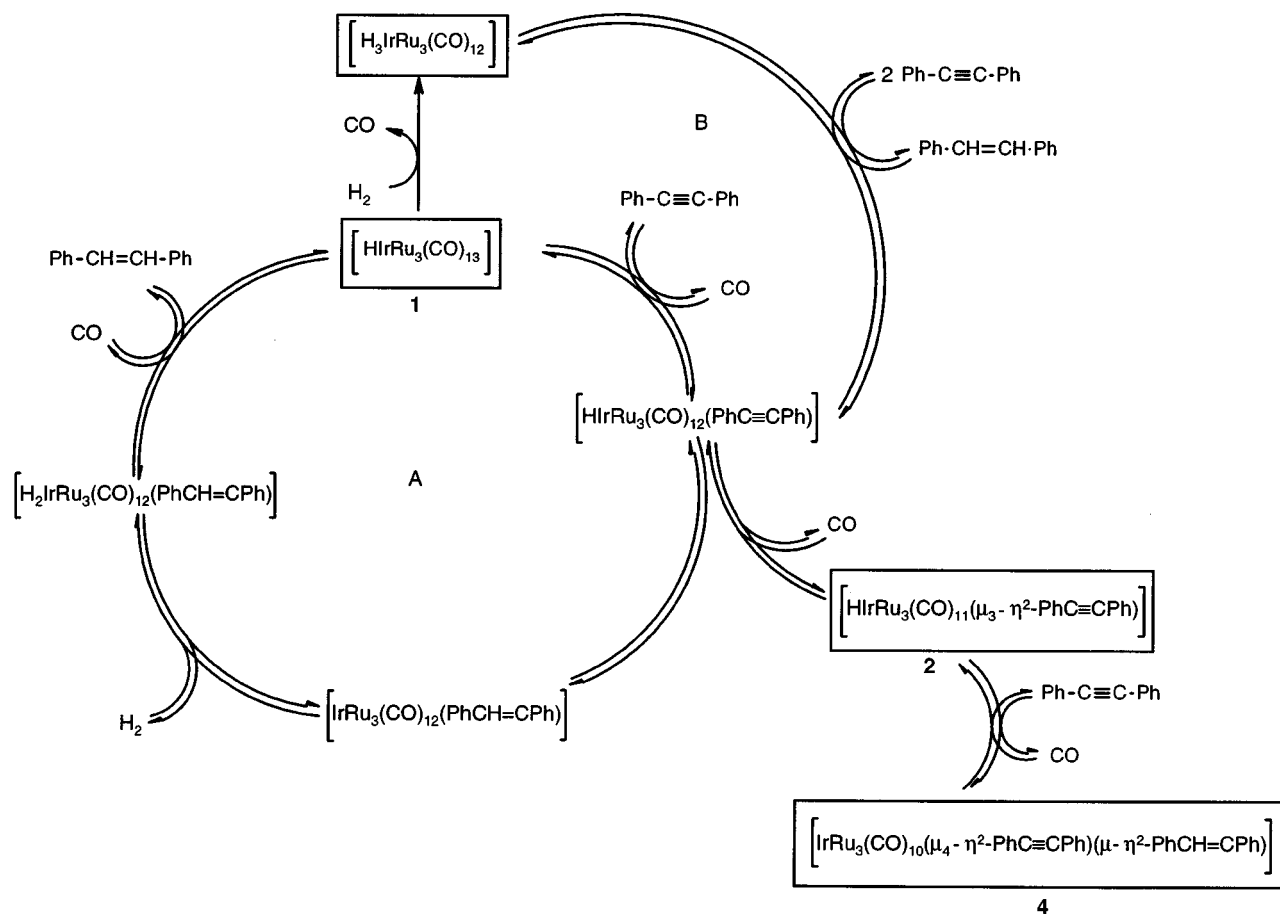 [H₃IrRu₃(CO)₁₂]
2 Ph-C≡C-Ph
CO
B
Ph-CH=CH-Ph
H₂
Ph-C≡C-Ph
Ph-CH=CH-Ph
[HIrRu₃(CO)₁₃]
CO
1
CO
[HIrRu₃(CO)₁₂(PhC≡CPh)]
A
[H₂IrRu₃(CO)₁₂(PhCH=CPh)]
CO
[HIrRu₃(CO)₁₁(μ₃- η²-PhC≡CPh)]
2
Ph-C≡C-Ph
H₂
[IrRu₃(CO)₁₂(PhCH=CPh)]
CO
[IrRu₃(CO)₁₀(μ₄- η²-PhC≡CPh)(μ- η²-PhCH=CPh)]
4